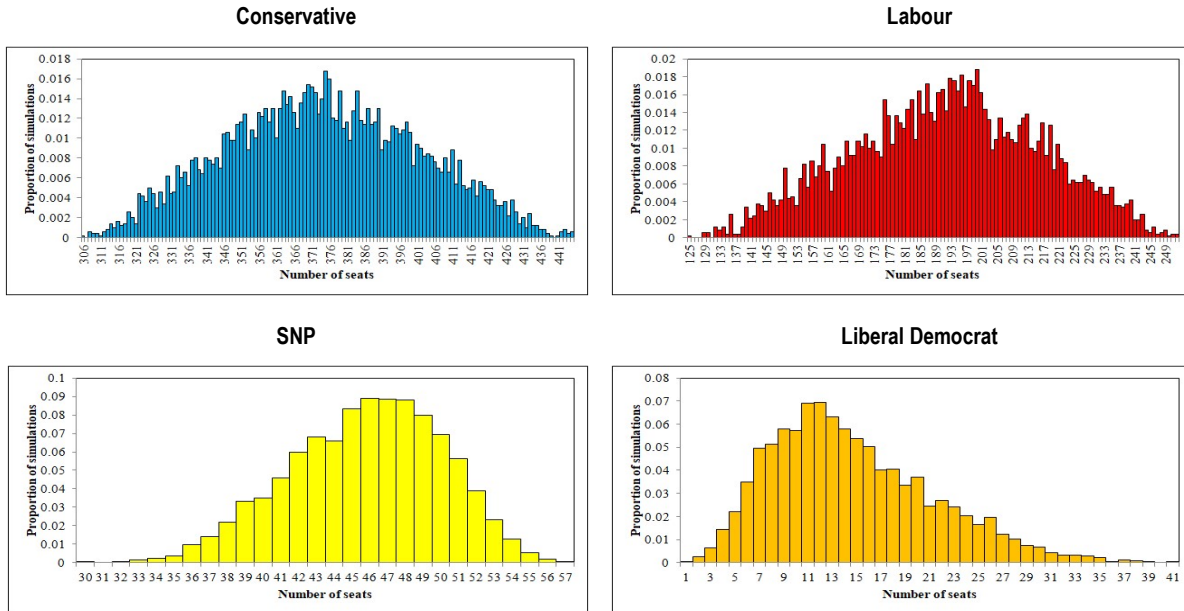 Conservative
Labour
Proportion of simulations
0.018
0.016
0.014
0.012
0.01
0.008
0.006
0.004
0.002
0
306 311 316 321 326 331 336 341 346 351 356 361 366 371 376 381 386 391 396 401 406 411 416 421 426 431 436 441
Number of seats
Proportion of simulations
0.02
0.018
0.016
0.014
0.012
0.01
0.008
0.006
0.004
0.002
0
125 129 133 137 141 145 149 153 157 161 165 169 173 177 181 185 189 193 197 201 205 209 213 217 221 225 229 233 237 241 245 249
Number of seats
SNP
Liberal Democrat
Proportion of simulations
0.1
0.09
0.08
0.07
0.06
0.05
0.04
0.03
0.02
0.01
0
30 31 32 33 34 35 36 37 38 39 40 41 42 43 44 45 46 47 48 49 50 51 52 53 54 55 56 57
Number of seats
Proportion of simulations
0.08
0.07
0.06
0.05
0.04
0.03
0.02
0.01
0
1 3 5 7 9 11 13 15 17 19 21 23 25 27 29 31 33 35 37 39 41
Number of seats